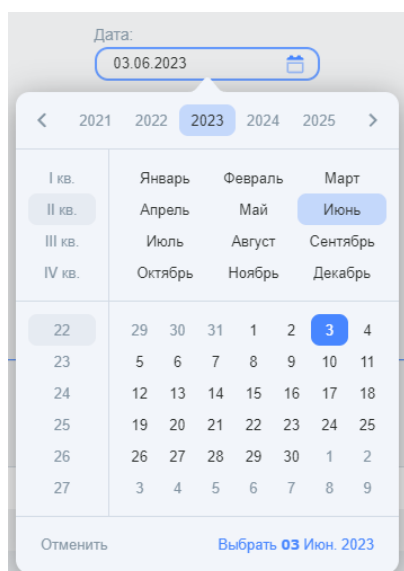 Дата:
03.06.2023
2021 2022 2023 2024 2025
I кв. Январь Февраль Март
II кв. Апрель Май Июнь
III кв. Июль Август Сентябрь
IV кв. Октябрь Ноябрь Декабрь
22 29 30 31 1 2 3 4
23 5 6 7 8 9 10 11
24 12 13 14 15 16 17 18
25 19 20 21 22 23 24 25
26 26 27 28 29 30 1 2
27 3 4 5 6 7 8 9
Отменить Выбрать 03 Июн. 2023